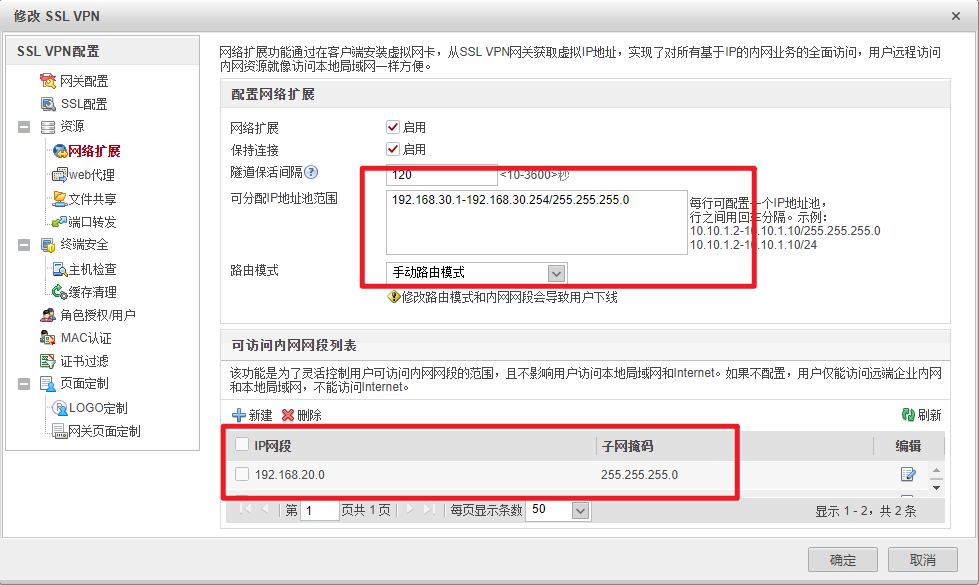 修改 SSL VPN
SSL VPN配置
网关配置
SSL配置
资源
网络扩展
web代理
文件共享
端口转发
终端安全
主机检查
缓存清理
角色授权/用户
MAC认证
证书过滤
页面定制
LOGO定制
网关页面定制
网络扩展功能通过在客户端安装虚拟网卡，从SSL VPN网关获取虚拟IP地址，实现了对所有基于IP的内网业务的全面访问，用户远程访问
内网资源就像访问本地局域网一样方便。
配置网络扩展
网络扩展 启用
保持连接 启用
隧道保活间隔 120 <10-3600>秒
可分配IP地址池范围 192.168.30.1-192.168.30.254/255.255.255.0
每行可配置一个IP地址池，
行之间用回车分隔。示例：
10.10.1.2-10.10.1.10/255.255.255.0
10.10.1.2-10.10.1.10/24
路由模式 手动路由模式
修改路由模式和内网网段会导致用户下线
可访问内网网段列表
该功能是为了灵活控制用户可访问内网网段的范围，且不影响用户访问本地局域网和Internet。如果不配置，用户仅能访问远端企业内网
和本地局域网，不能访问Internet。
新建 删除 刷新
IP网段 子网掩码 编辑
192.168.20.0 255.255.255.0
第 1 页共 1 页 每页显示条数 50 显示 1 - 2，共 2 条
确定 取消